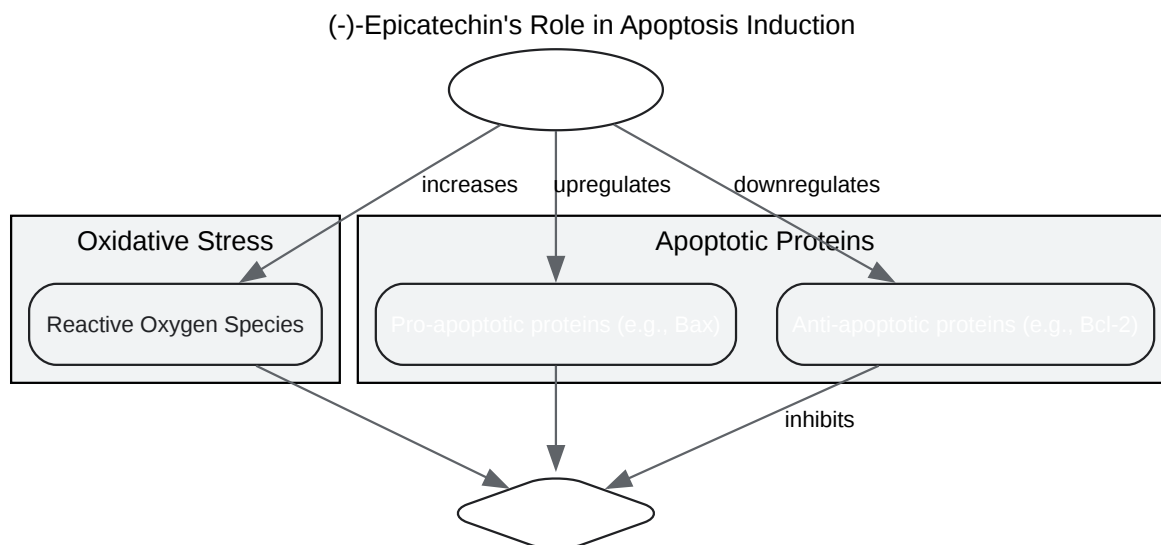 (-)-Epicatechin's Role in Apoptosis Induction
increases
upregulates
downregulates
Oxidative Stress
Apoptotic Proteins
Reactive Oxygen Species
Pro-apoptotic proteins (e.g., Bax)
Anti-apoptotic proteins (e.g., Bcl-2)
inhibits